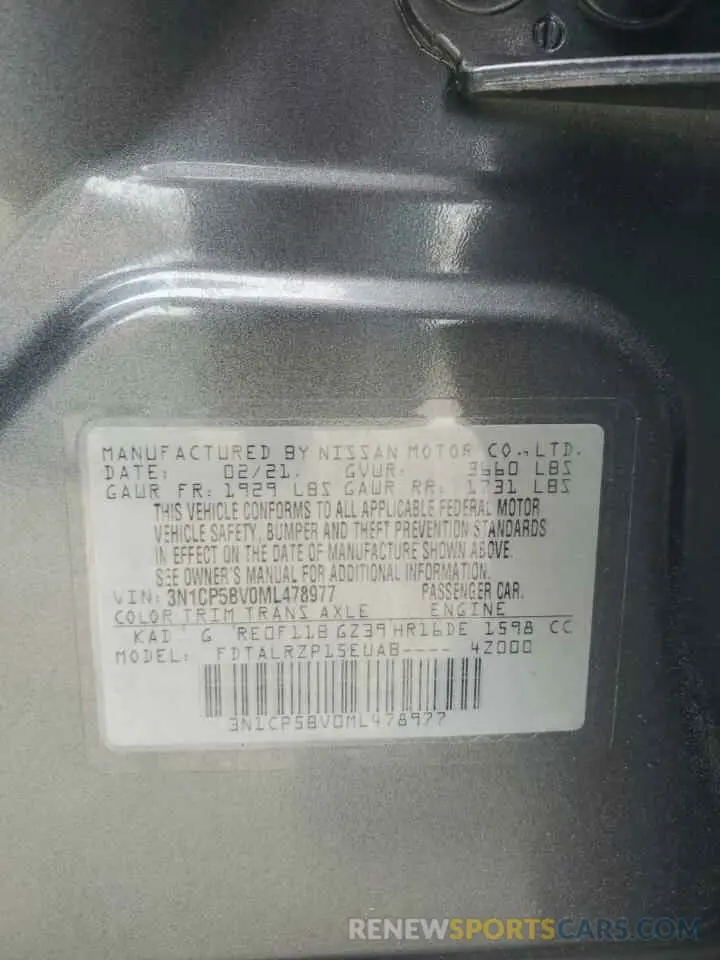 MANUFACTURED BY NISSAN MOTOR CO., LTD.
DATE: 02/21. GVWR: 3660 LBS
GAWR FR: 1929 LBS GAWR RR: 1731 LBS
THIS VEHICLE CONFORMS TO ALL APPLICABLE FEDERAL MOTOR
VEHICLE SAFETY, BUMPER AND THEFT PREVENTION STANDARDS
IN EFFECT ON THE DATE OF MANUFACTURE SHOWN ABOVE.
SEE OWNER'S MANUAL FOR ADDITIONAL INFORMATION.
VIN: 3N1CP5BV0ML478977 PASSENGER CAR.
COLOR TRIM TRANS AXLE ENGINE
KAD G RE0F11B GZ39 HR16DE 1598 CC
MODEL: FDTALRZP15EUAB---- 4Z000
3N1CP5BV0ML478977
RENEWSPORTSCARS.COM